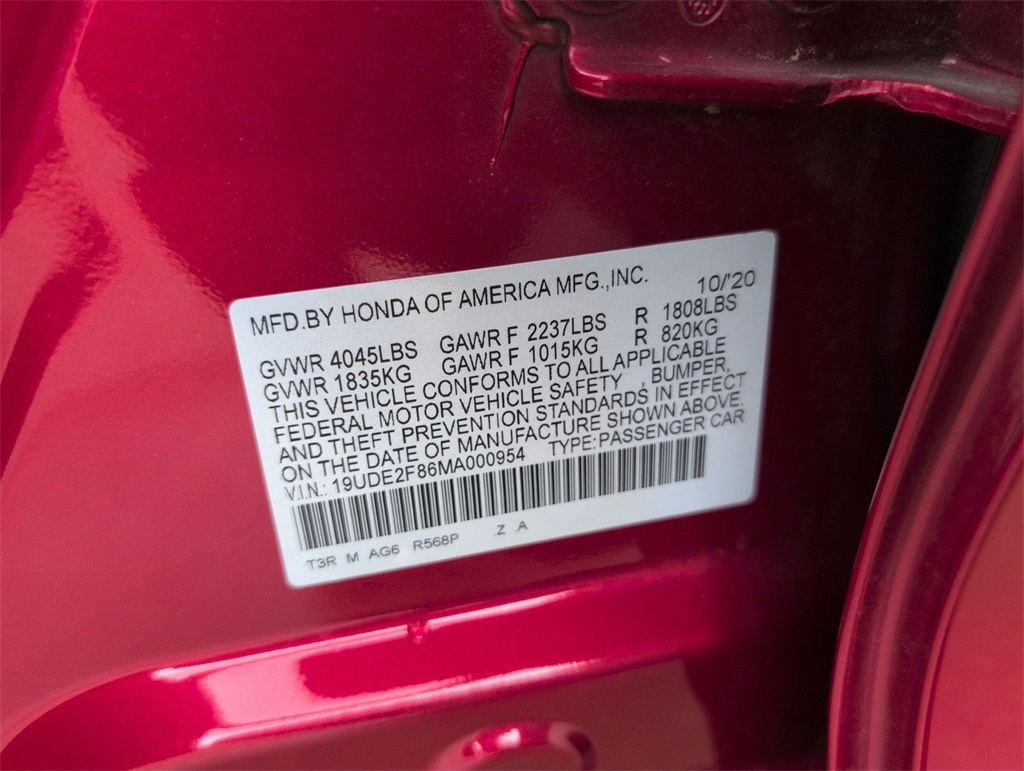 MFD.BY HONDA OF AMERICA MFG.,INC. 10/'20
GVWR 4045LBS GAWR F 2237LBS R 1808LBS
GVWR 1835KG GAWR F 1015KG R 820KG
THIS VEHICLE CONFORMS TO ALL APPLICABLE
FEDERAL MOTOR VEHICLE SAFETY , BUMPER,
AND THEFT PREVENTION STANDARDS IN EFFECT
ON THE DATE OF MANUFACTURE SHOWN ABOVE.
V.I.N.: 19UDE2F86MA000954 TYPE:PASSENGER CAR
T3R M AG6 R568P .Z .A